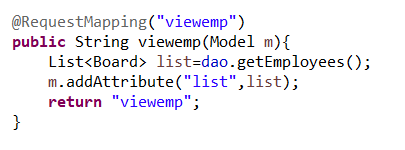 @RequestMapping("viewemp")
public String viewemp(Model m){
    List<Board> list=dao.getEmployees();
    m.addAttribute("list",list);
    return "viewemp";
}